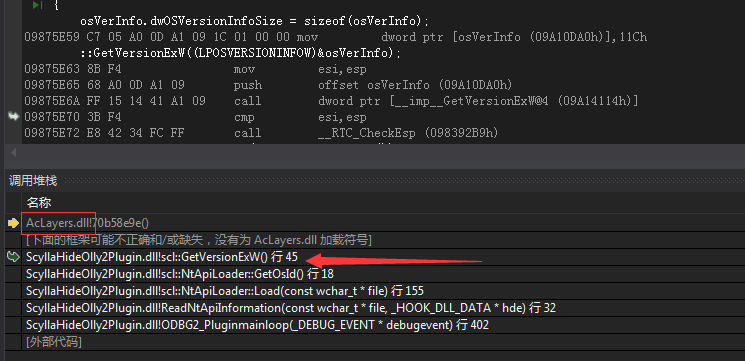 {
osVerInfo.dwOSVersionInfoSize = sizeof(osVerInfo);
09875E59 C7 05 A0 0D A1 09 1C 01 00 00 mov dword ptr [osVerInfo (09A10DA0h)],11Ch
::GetVersionExW((LPOSVERSIONINFOW)&osVerInfo);
09875E63 8B F4 mov esi,esp
09875E65 68 A0 0D A1 09 push offset osVerInfo (09A10DA0h)
09875E6A FF 15 14 41 A1 09 call dword ptr [__imp__GetVersionExW@4 (09A14114h)]
09875E70 3B F4 cmp esi,esp
09875E72 E8 42 34 FC FF call __RTC_CheckEsp (098392B9h)
调用堆栈
名称
AcLayers.dll!70b58e9e()
[下面的框架可能不正确和/或缺失，没有为 AcLayers.dll 加载符号]
ScyllaHideOlly2Plugin.dll!scl::GetVersionExW() 行 45
ScyllaHideOlly2Plugin.dll!scl::NtApiLoader::GetOsId() 行 18
ScyllaHideOlly2Plugin.dll!scl::NtApiLoader::Load(const wchar_t * file) 行 155
ScyllaHideOlly2Plugin.dll!ReadNtApiInformation(const wchar_t * file, _HOOK_DLL_DATA * hde) 行 32
ScyllaHideOlly2Plugin.dll!ODBG2_Pluginmainloop(_DEBUG_EVENT * debugevent) 行 402
[外部代码]